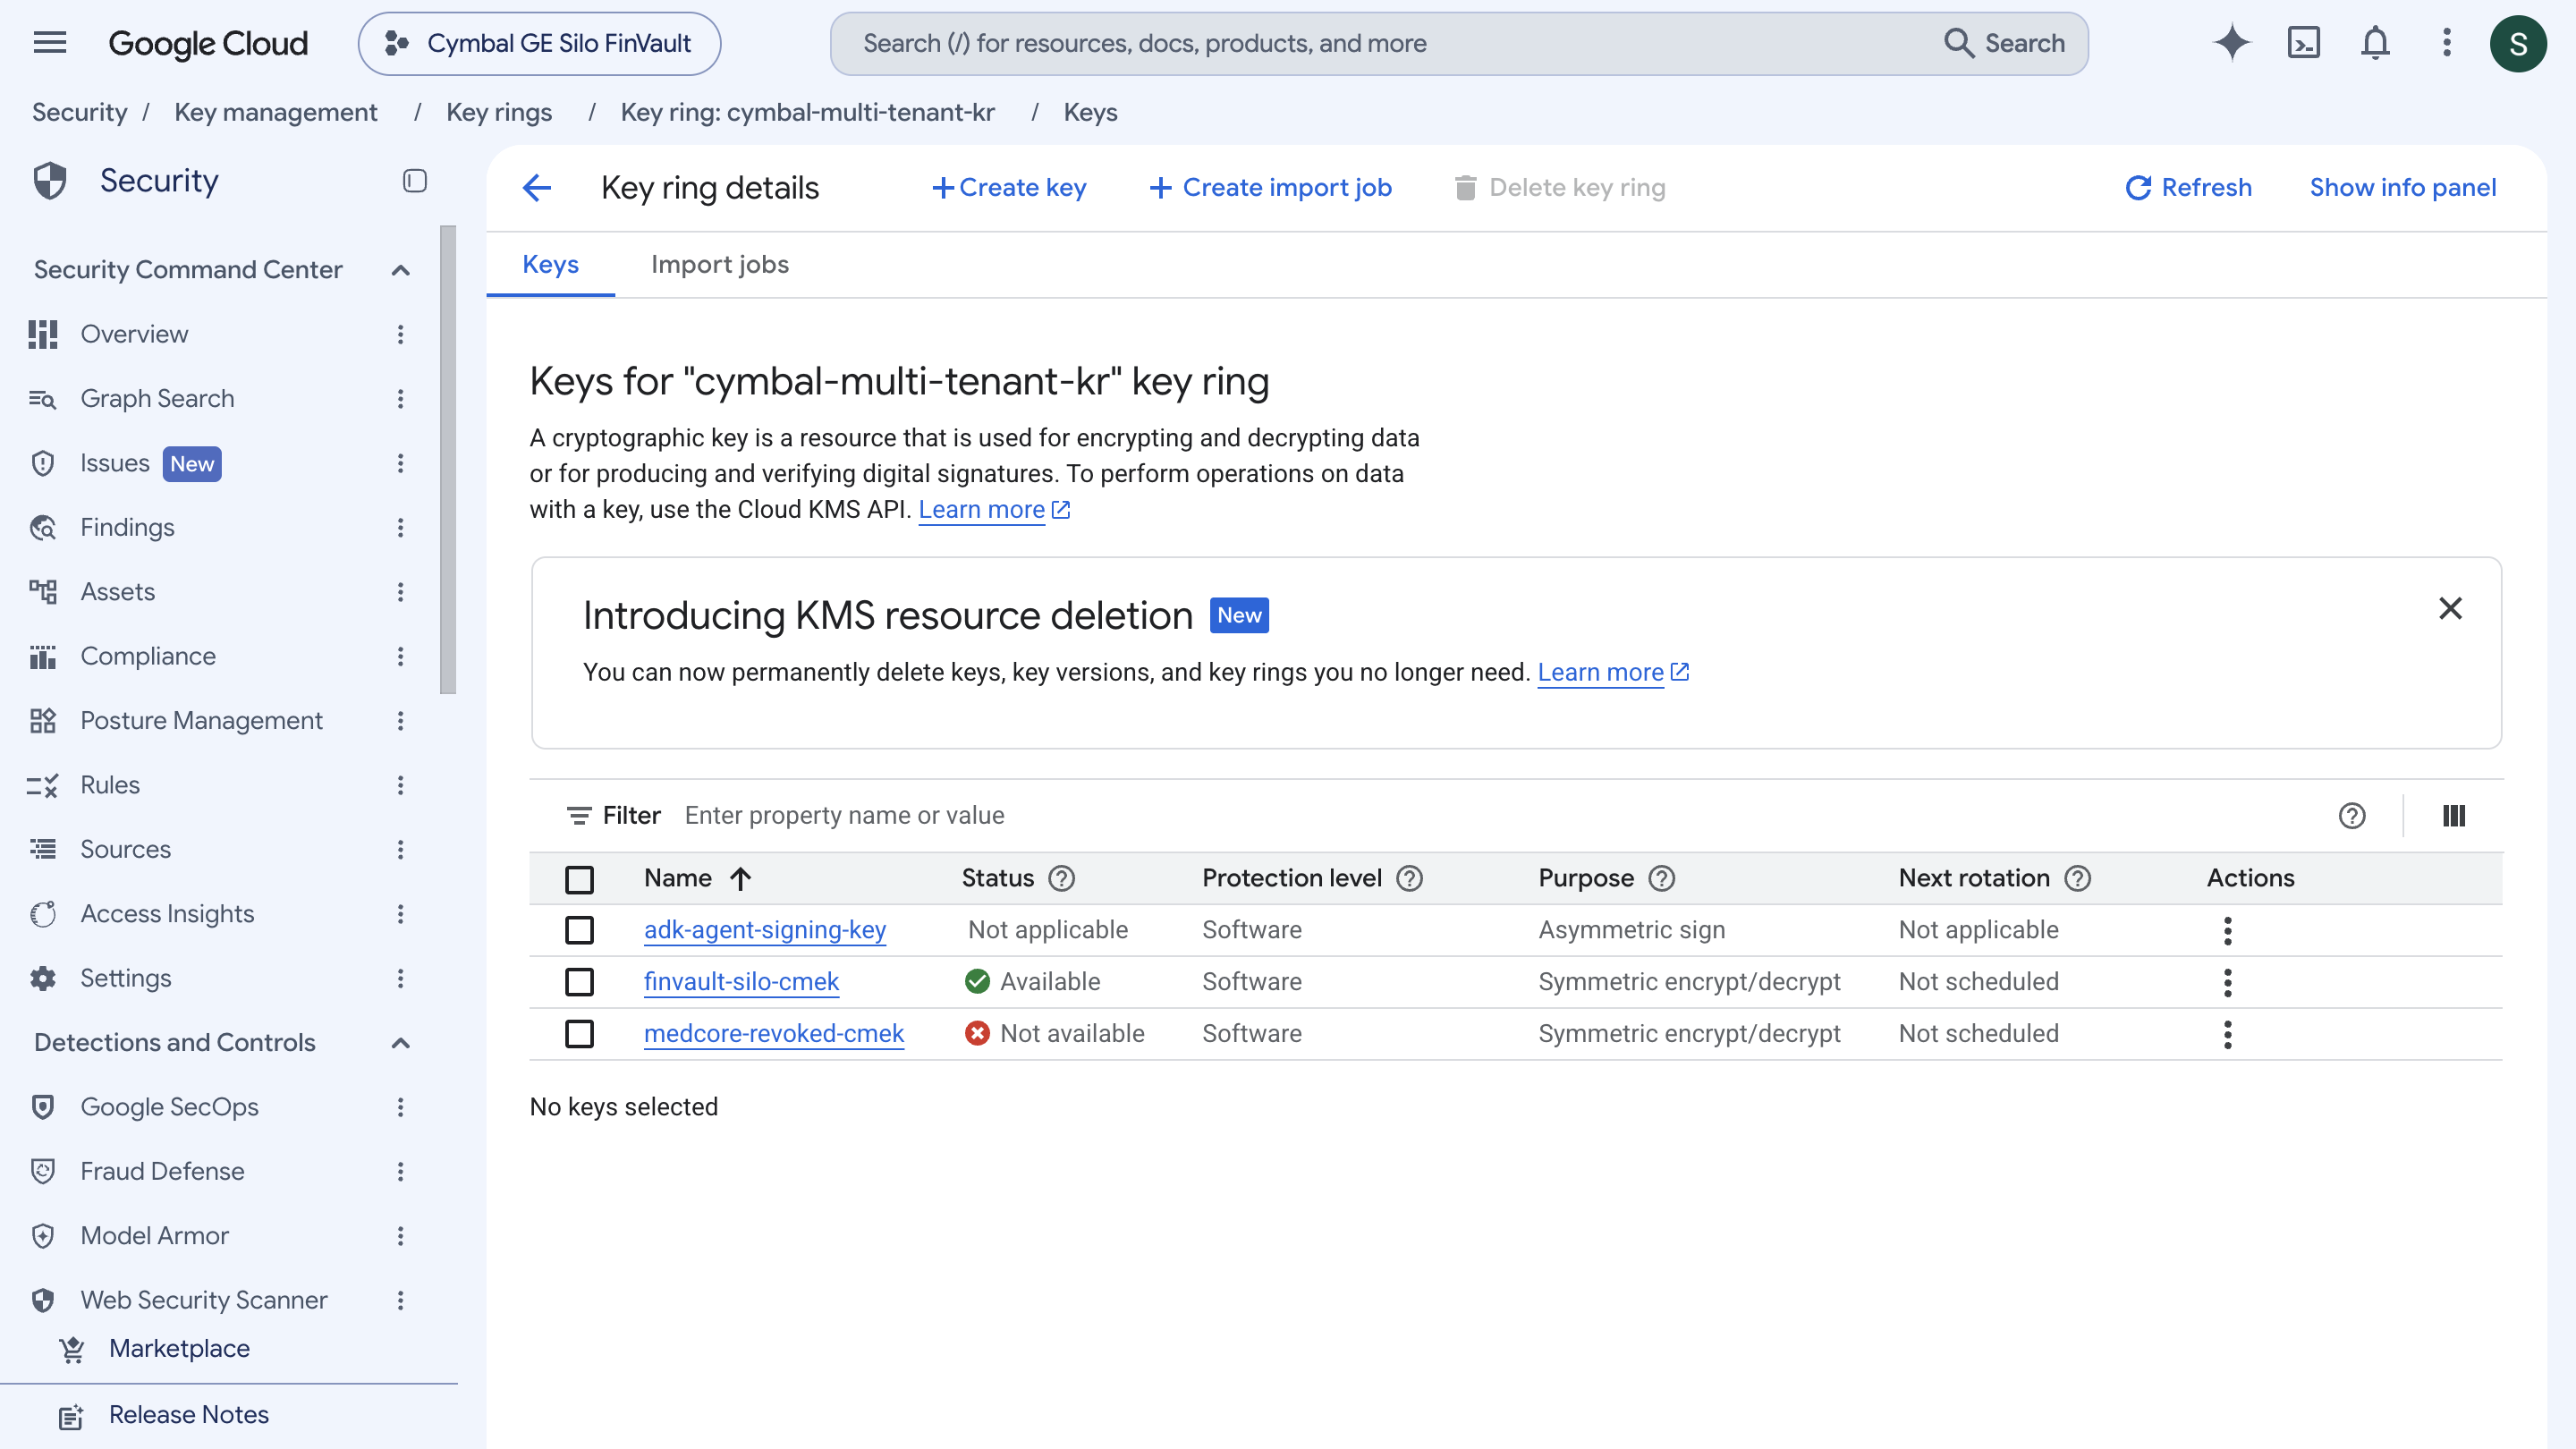 Google Cloud
Cymbal GE Silo FinVault
Search (/) for resources, docs, products, and more
Search
S
Security / Key management / Key rings / Key ring: cymbal-multi-tenant-kr / Keys
Security
Security Command Center
Overview
Graph Search
Issues New
Findings
Assets
Compliance
Posture Management
Rules
Sources
Access Insights
Settings
Detections and Controls
Google SecOps
Fraud Defense
Model Armor
Web Security Scanner
Marketplace
Release Notes
Key ring details
Create key
Create import job
Delete key ring
Refresh
Show info panel
Keys
Import jobs
Keys for "cymbal-multi-tenant-kr" key ring
A cryptographic key is a resource that is used for encrypting and decrypting data
or for producing and verifying digital signatures. To perform operations on data
with a key, use the Cloud KMS API. Learn more
Introducing KMS resource deletion New
You can now permanently delete keys, key versions, and key rings you no longer need. Learn more
Filter Enter property name or value
Name Status Protection level Purpose Next rotation Actions
adk-agent-signing-key Not applicable Software Asymmetric sign Not applicable
finvault-silo-cmek Available Software Symmetric encrypt/decrypt Not scheduled
medcore-revoked-cmek Not available Software Symmetric encrypt/decrypt Not scheduled
No keys selected